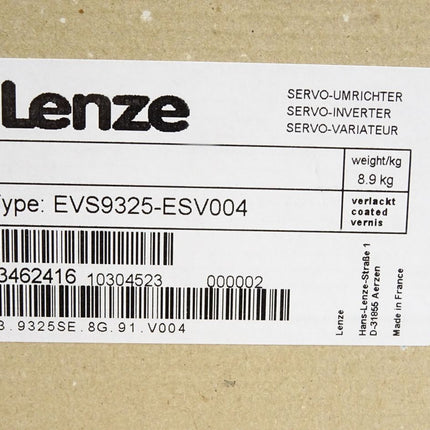 Lenze
SERVO-UMRICHTER
SERVO-INVERTER
SERVO-VARIATEUR
weight/kg
8.9 kg
Type: EVS9325-ESV004
verlackt
coated
vernis
3462416 10304523 000002
3.9325SE.8G.91.V004
Lenze
Hans-Lenze-Straße 1
D-31855 Aerzen
Made in France